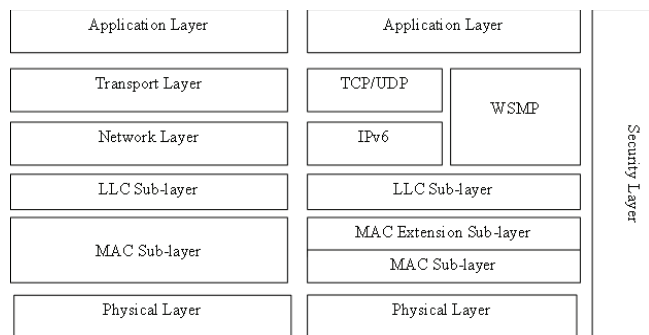 Application Layer
Application Layer
Transport Layer
TCP/UDP
WSMP
Network Layer
IPv6
LLC Sub-layer
LLC Sub-layer
MAC Sub-layer
MAC Extension Sub-layer
MAC Sub-layer
Physical Layer
Physical Layer
Security Layer